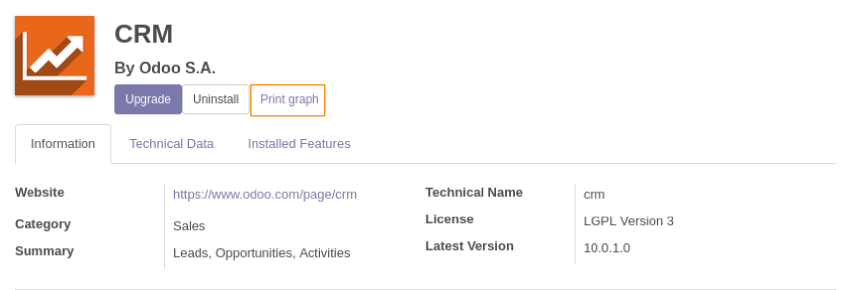 CRM
By Odoo S.A.
Upgrade Uninstall Print graph
Information Technical Data Installed Features
Website https://www.odoo.com/page/crm Technical Name crm
Category Sales License LGPL Version 3
Summary Leads, Opportunities, Activities Latest Version 10.0.1.0